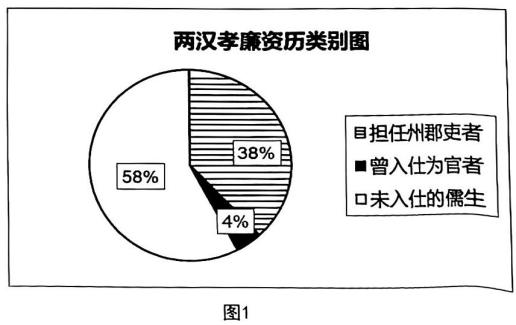 两汉孝廉资历类别图
38%
58%
4%
担任州郡吏者
曾入仕为官者
未入仕的儒生
图1